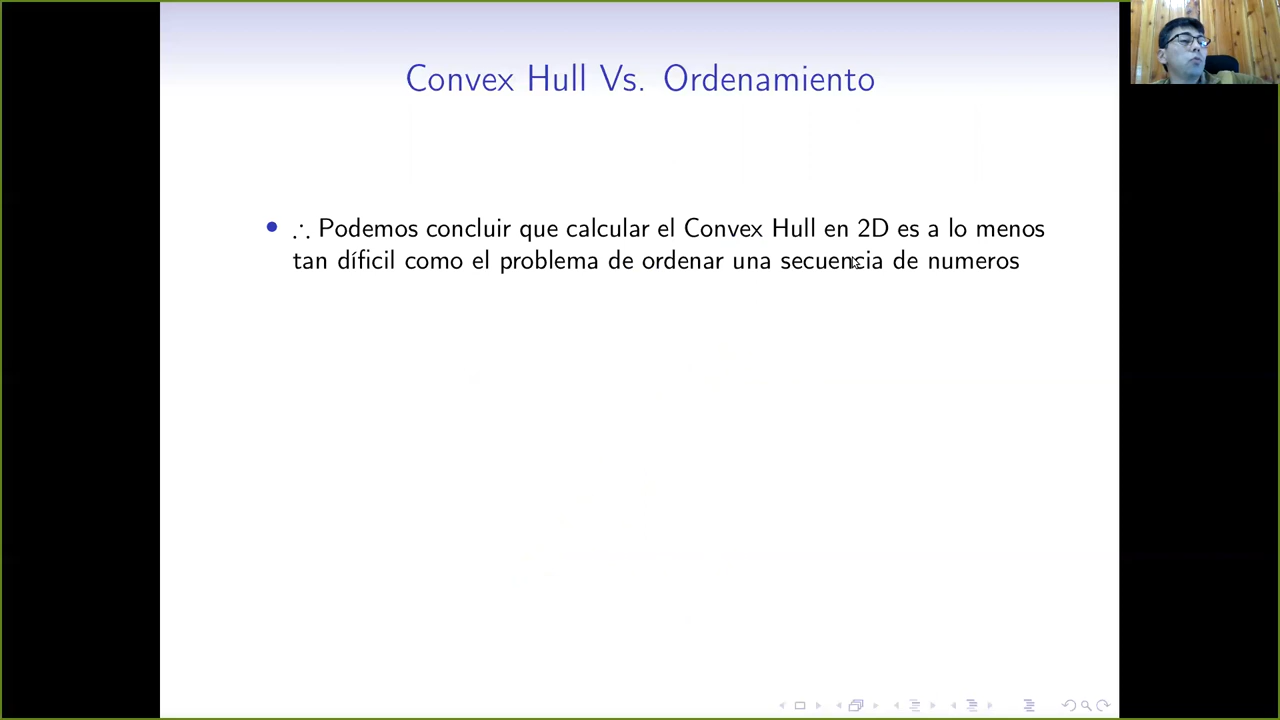 Convex Hull Vs. Ordenamiento
∴ Podemos concluir que calcular el Convex Hull en 2D es a lo menos
tan díficil como el problema de ordenar una secuencia de numeros